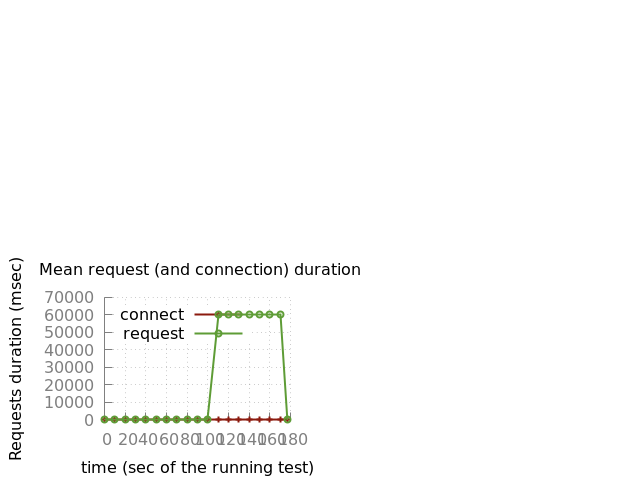 Mean request (and connection) duration
Requests duration (msec)
70000
60000
50000
40000
30000
20000
10000
0
connect
request
0 20 40 60 80 100 120 140 160 180
time (sec of the running test)